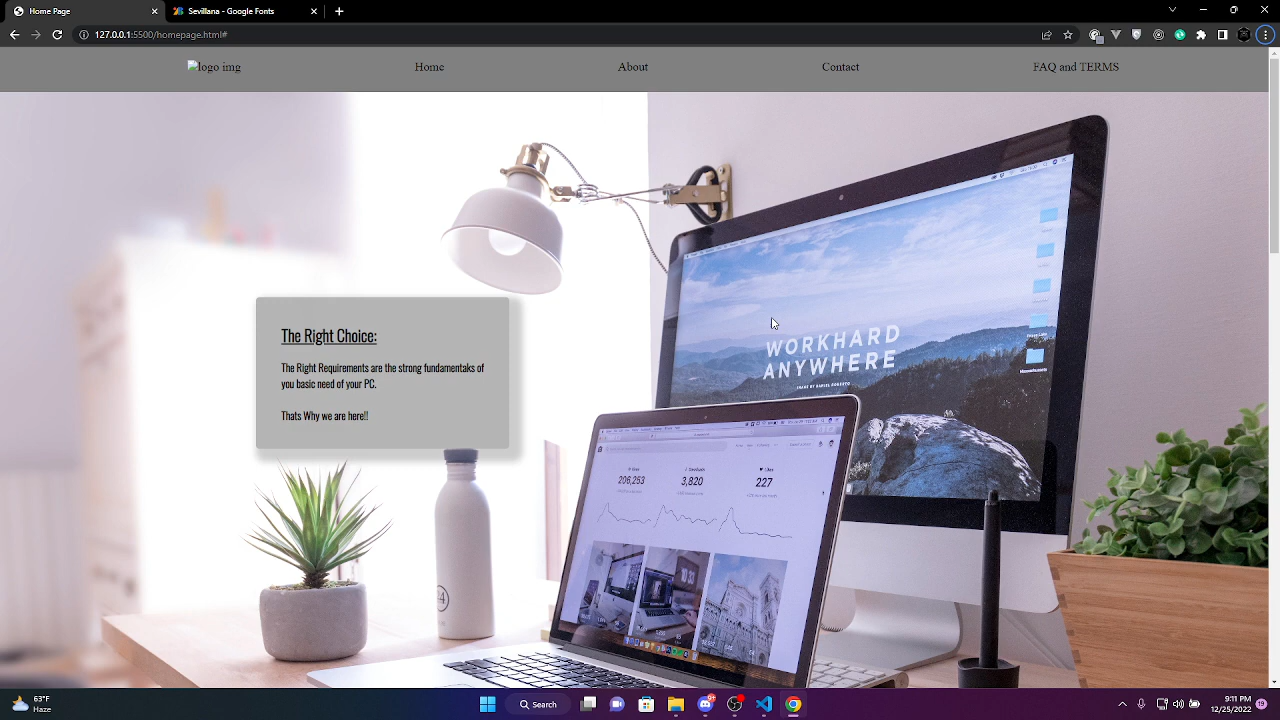 Home Page
Sevillana - Google Fonts
127.0.0.1:5500/homepage.html#
logo img
Home
About
Contact
FAQ and TERMS
WORKHARD
ANYWHERE
The Right Choice:
The Right Requirements are the strong fundamentaks of
you basic need of your PC.
Thats Why we are here!!
206,253
3,820
227
63°F
Haze
Search
5:11 PM
12/25/2022